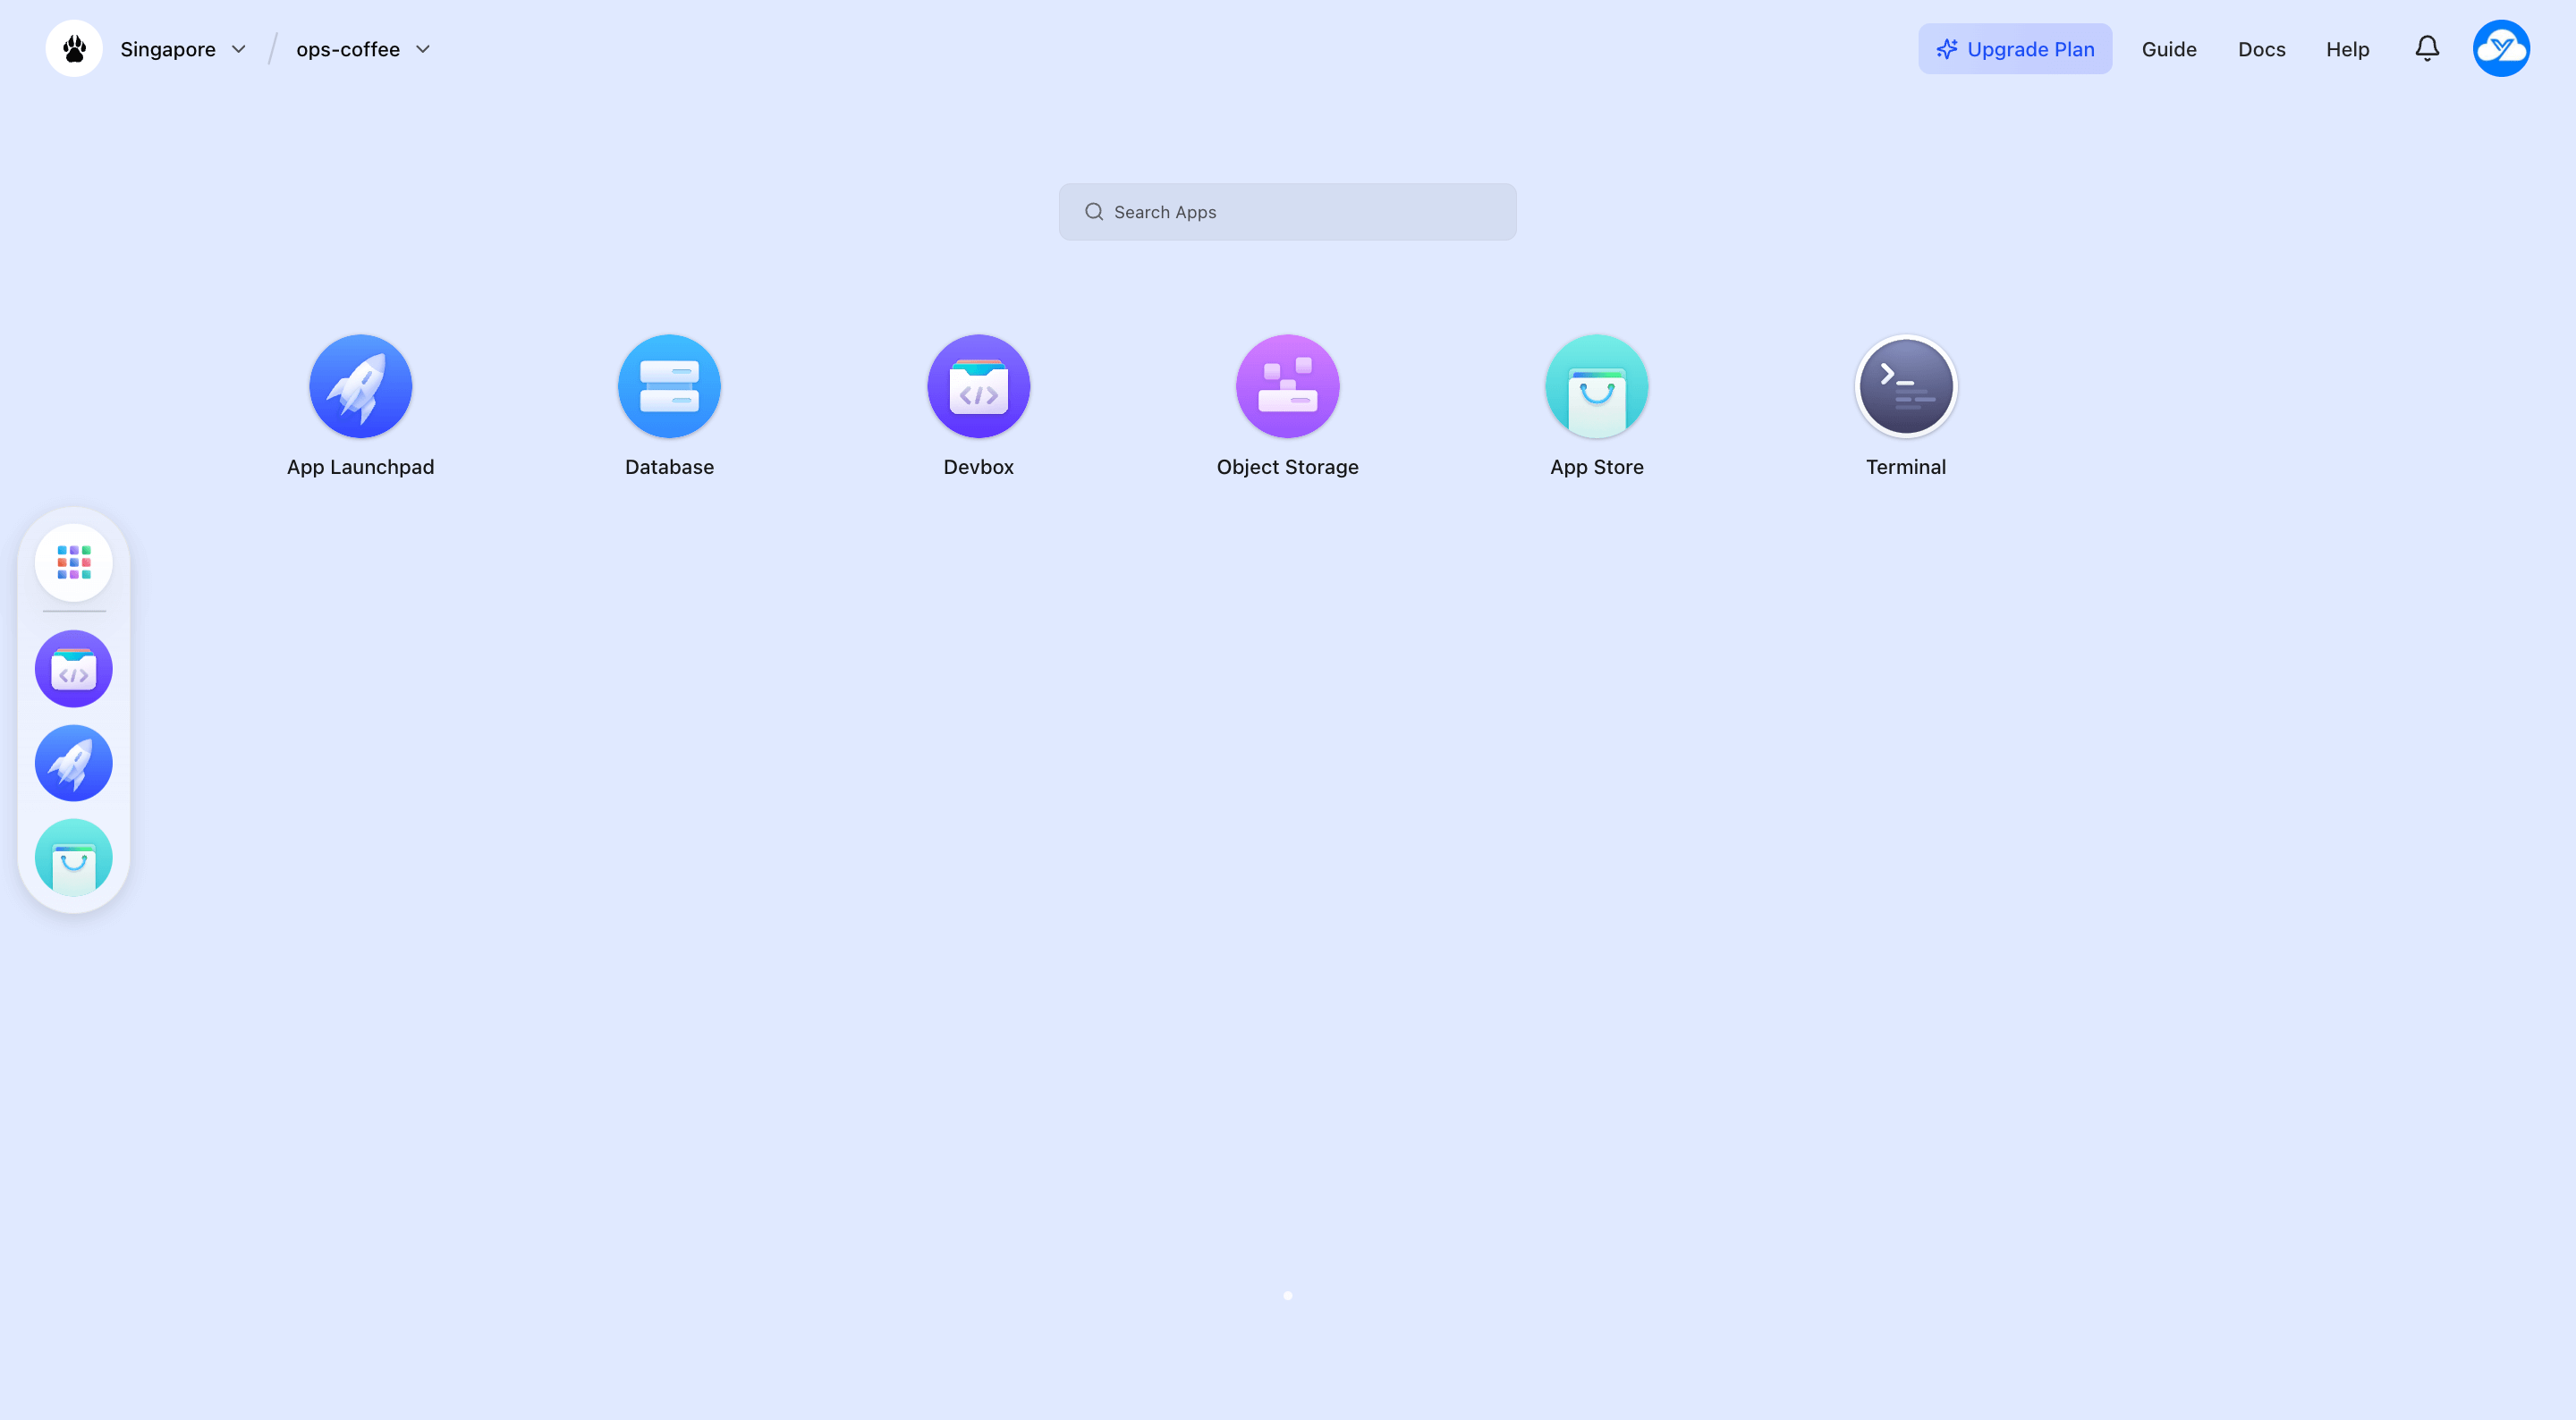 Singapore
ops-coffee
Upgrade Plan
Guide
Docs
Help
Search Apps
App Launchpad
Database
Devbox
Object Storage
App Store
Terminal